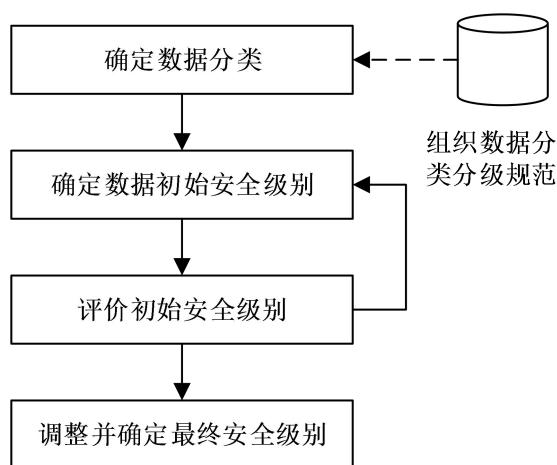 确定数据分类
组织数据分
类分级规范
确定数据初始安全级别
评价初始安全级别
调整并确定最终安全级别